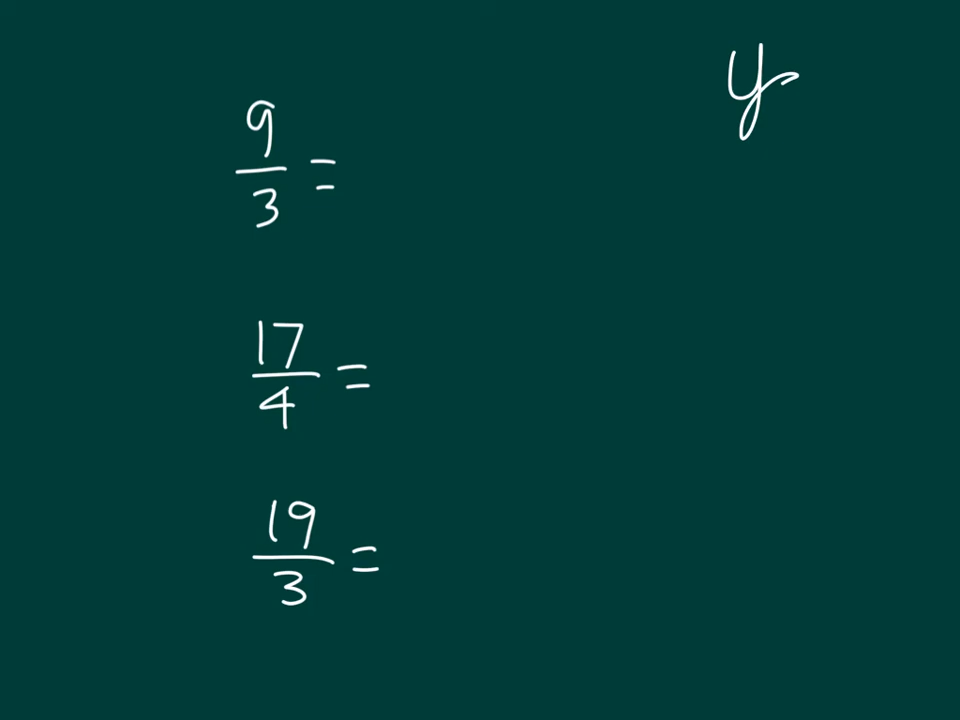 y
9/3 =
17/4 =
19/3 =